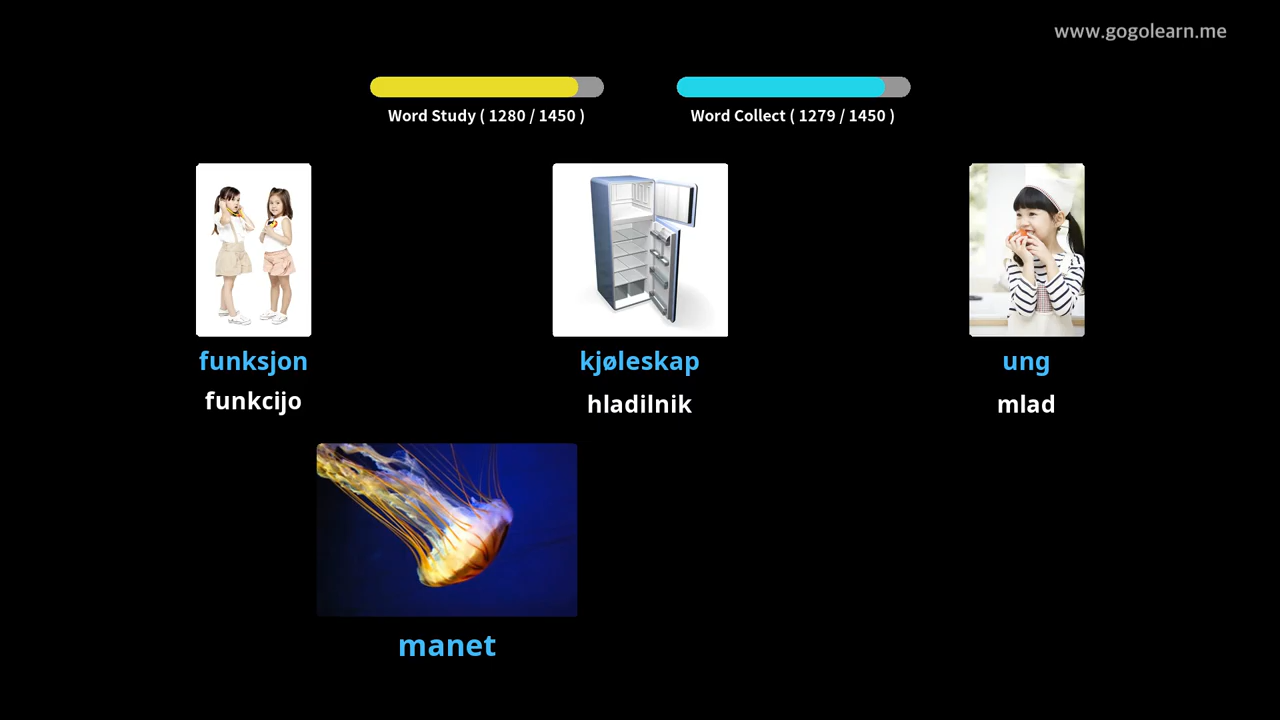 www.gogolearn.me
Word Study ( 1280 / 1450 )
Word Collect ( 1279 / 1450 )
funksjon
kjøleskap
ung
funkcijo
hladilnik
mlad
manet